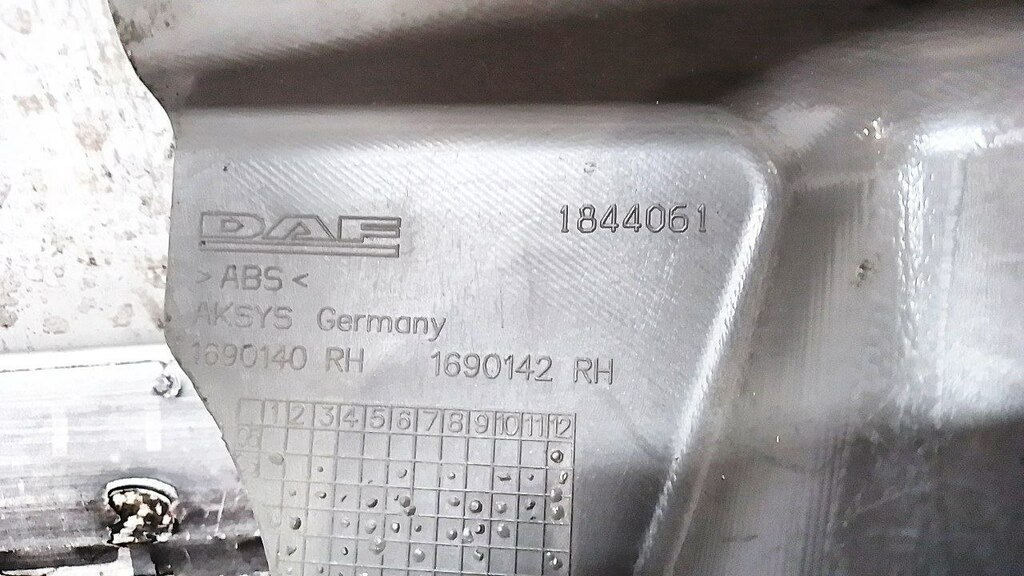 DAF
1844061
>ABS<
AKSYS Germany
1690140 RH 1690142 RH
1 2 3 4 5 6 7 8 9 10 11 12